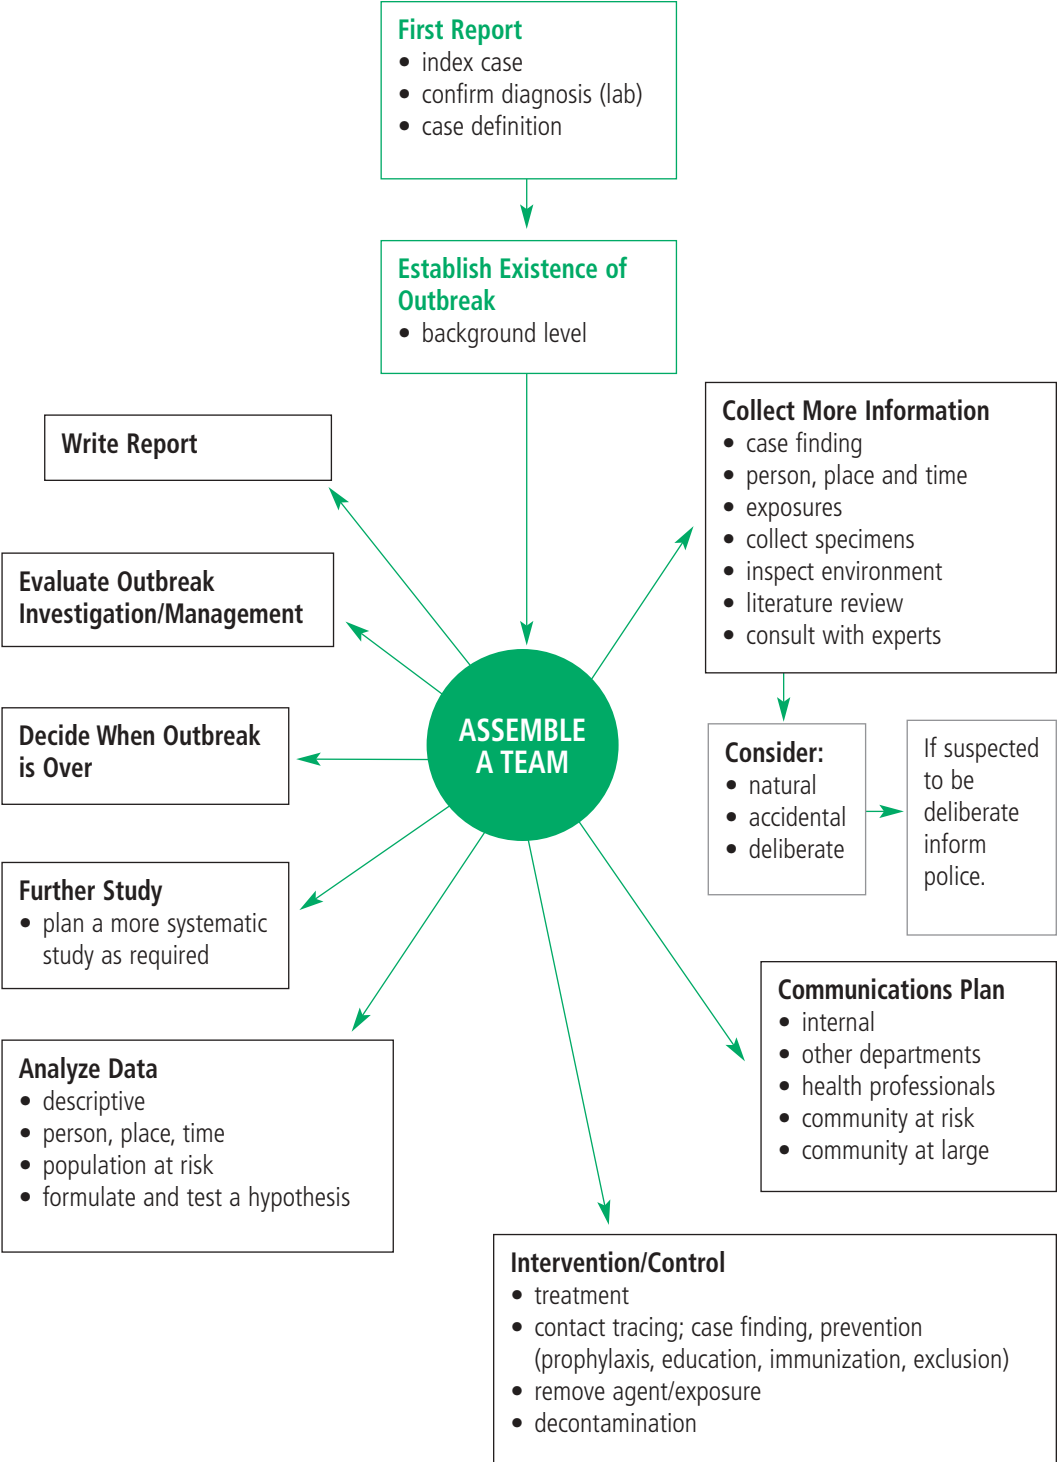 First Report
• index case
• confirm diagnosis (lab)
• case definition
Establish Existence of
Outbreak
• background level
Collect More Information
• case finding
• person, place and time
• exposures
• collect specimens
• inspect environment
• literature review
• consult with experts
Write Report
Evaluate Outbreak
Investigation/Management
Decide When Outbreak
is Over
ASSEMBLE
A TEAM
Consider:
• natural
• accidental
• deliberate
If suspected
to be
deliberate
inform
police.
Further Study
• plan a more systematic
study as required
Communications Plan
• internal
• other departments
• health professionals
• community at risk
• community at large
Analyze Data
• descriptive
• person, place, time
• population at risk
• formulate and test a hypothesis
Intervention/Control
• treatment
• contact tracing; case finding, prevention
(prophylaxis, education, immunization, exclusion)
• remove agent/exposure
• decontamination